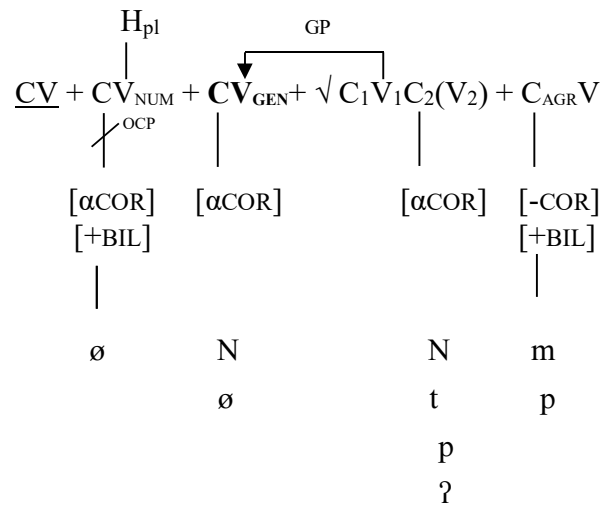 Hpl
GP
CV + CVNUM + CVGEN+ √ C1V1C2(V2) + CAGRV
OCP
[αCOR] [αCOR] [αCOR] [-COR]
[+BIL] [+BIL]
ø N N m
ø t p
p
ʔ